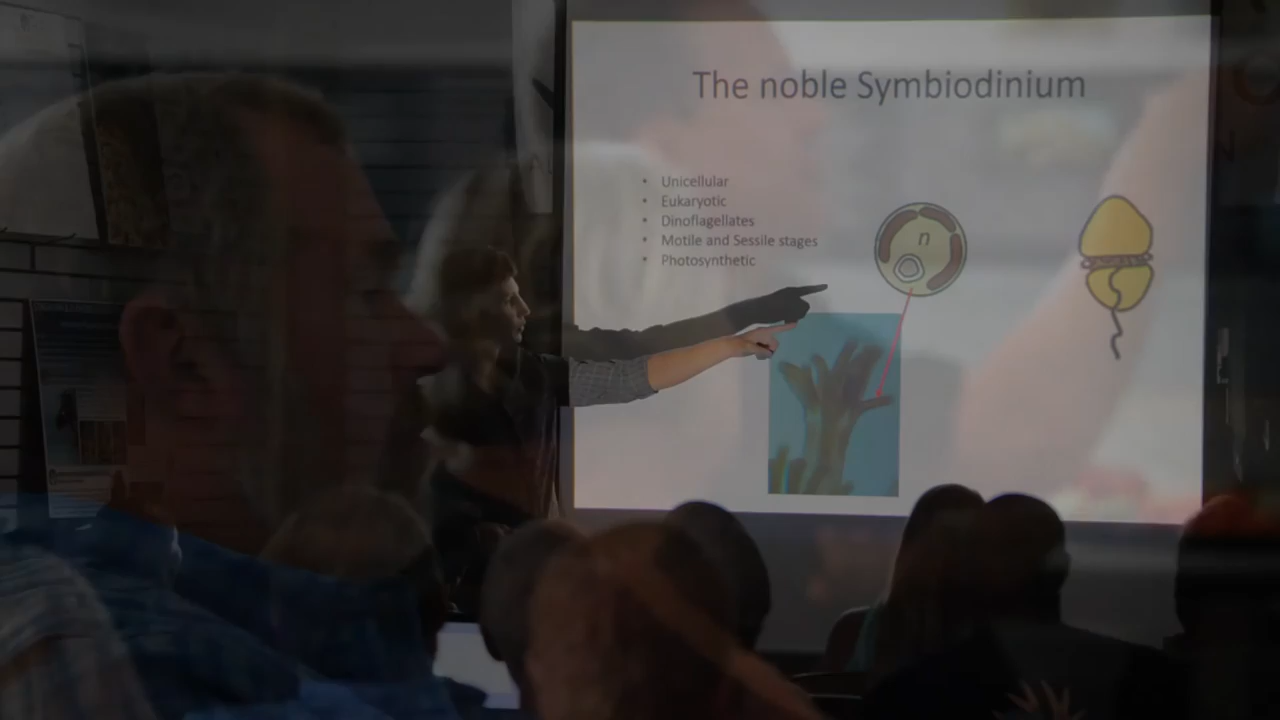 The noble Symbiodinium
• Unicellular
• Eukaryotic
• Dinoflagellates
• Motile and Sessile stages
• Photosynthetic
n